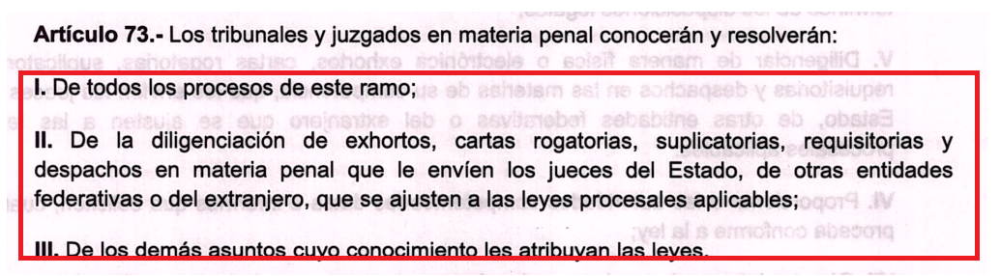 Artículo 73.- Los tribunales y juzgados en materia penal conocerán y resolverán:
I. De todos los procesos de este ramo;
II. De la diligenciación de exhortos, cartas rogatorias, suplicatorias, requisitorias y
despachos en materia penal que le envíen los jueces del Estado, de otras entidades
federativas o del extranjero, que se ajusten a las leyes procesales aplicables;
III. De los demás asuntos cuyo conocimiento les atribuyan las leyes.